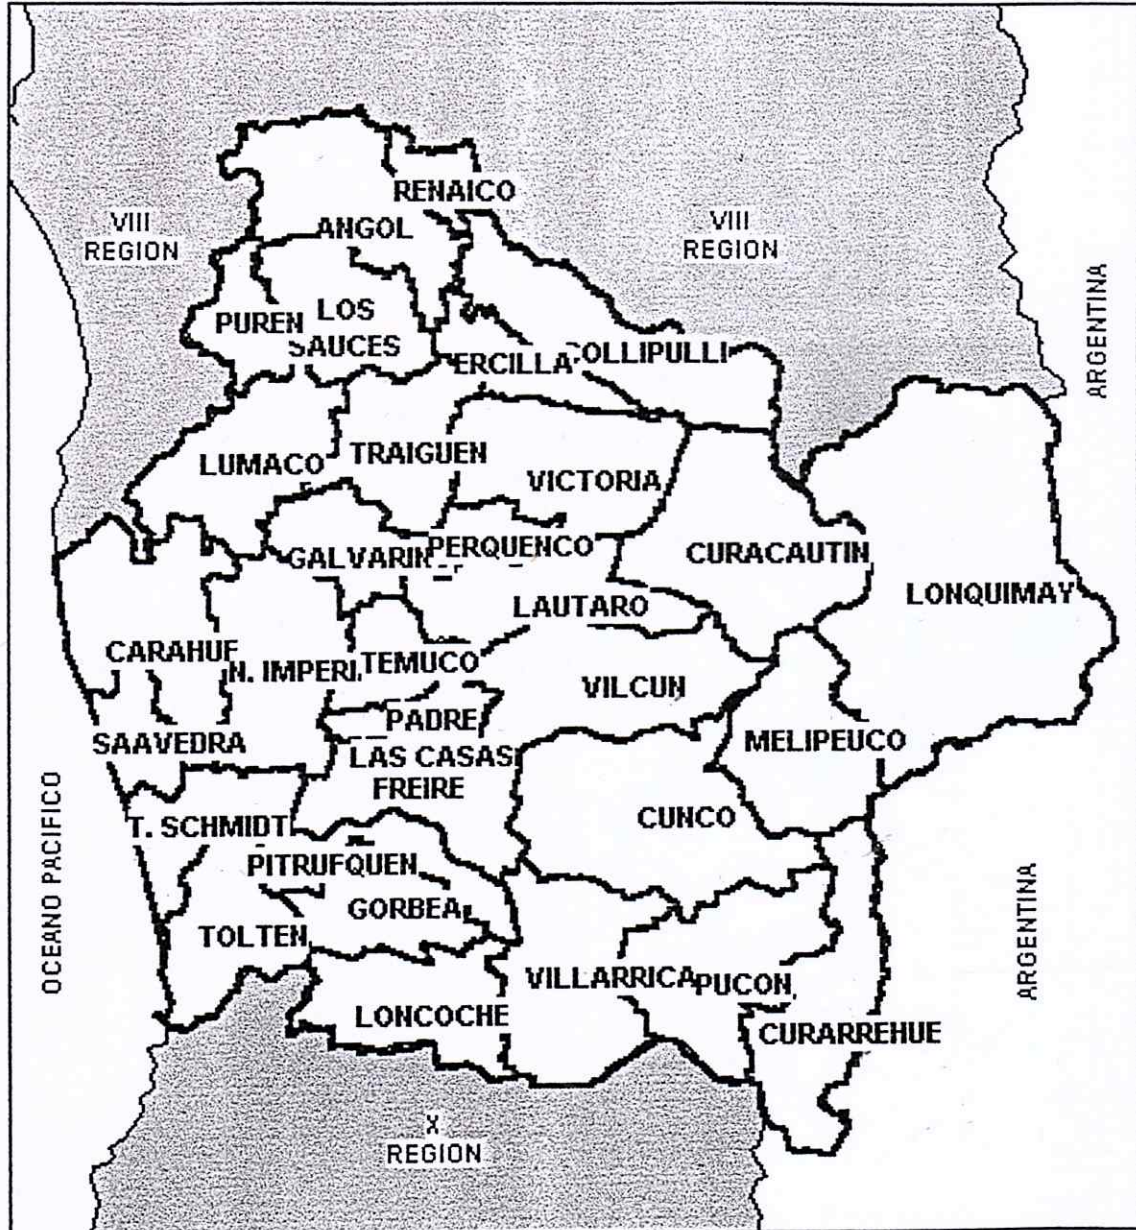 RENAICO
VIII
REGION
ANGOL
VIII
REGION
ARGENTINA
PUREN
LOS
SAUCES
ERCILLA
OLLIPULLI
LUMACO
TRAIGUEN
VICTORIA
GALVARIN
PERQUENCO
CURACAUTIN
LONQUIMAY
LAUTARO
CARAHUE
N. IMPERI
TEMUCO
VILCUN
PADRE
LAS CASAS
SAAVEDRA
MELIPEUCO
FREIRE
OCEANO PACIFICO
T. SCHMIDT
CUNCO
PITRUFQUEN
GORBEA
TOLTEN
ARGENTINA
VILLARRICA
PUCON
LONCOCHE
CURARREHUE
X
REGION